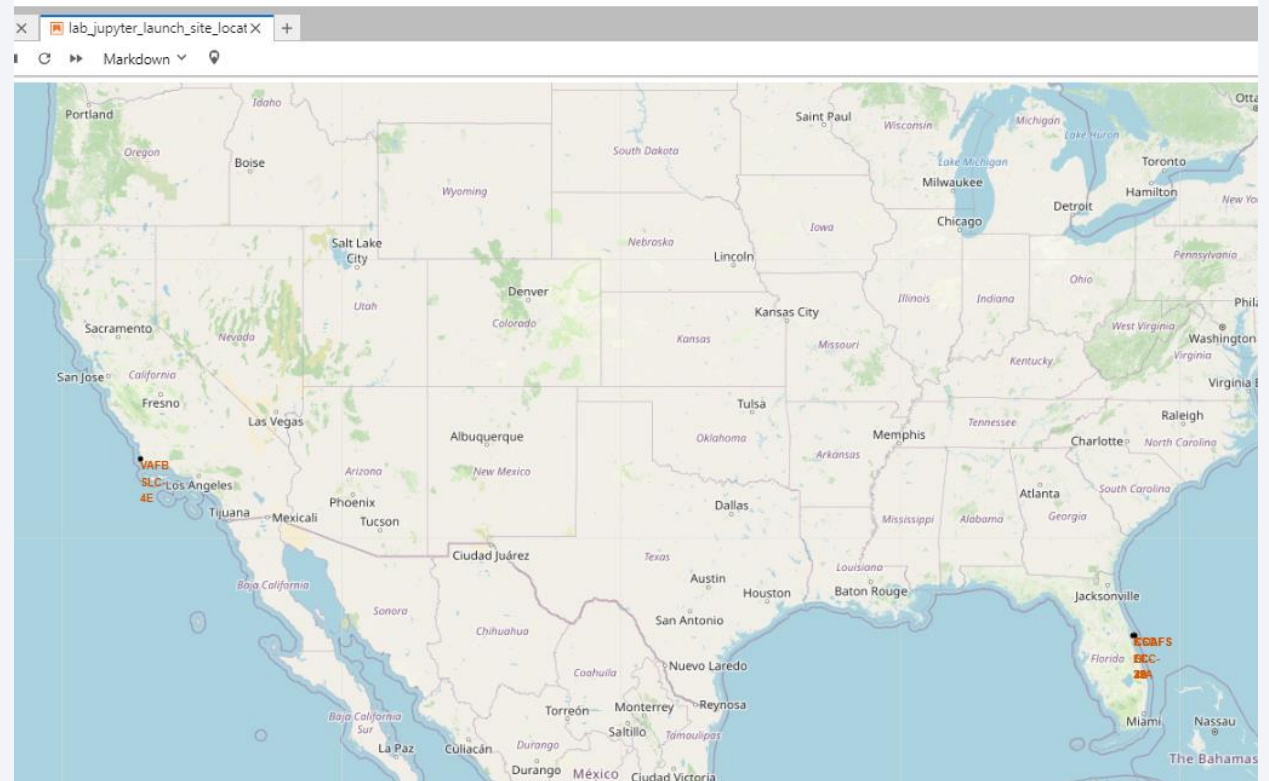 lab_jupyter_launch_site_locat
Markdown
Portland
Idaho
Saint Paul
Wisconsin
Michigan
Otta
Lake Huron
Oregon
Boise
South Dakota
Lake Michigan
Toronto
Wyoming
Milwaukee
Hamilton
Detroit
New Yo
Chicago
Iowa
Salt Lake
City
Nebraska
Lincoln
Pennsylvania
Denver
Ohio
Utah
Illinois
Indiana
Phila
Kansas City
Colorado
Sacramento
Nevada
Kansas
Missouri
West Virginia
Washington
Virginia
Kentucky
San Jose
California
Virginia B
Fresno
Las Vegas
Tulsa
Raleigh
Tennessee
Albuquerque
Oklahoma
Memphis
Charlotte
North Carolina
Arkansas
VAFB
SLC-
4E
Los Angeles
Arizona
New Mexico
Phoenix
Atlanta
South Carolina
Dallas
Tijuana
Mexicali
Tucson
Mississippi
Alabama
Georgia
Ciudad Juárez
Texas
Louisiana
Baja California
Austin
Houston
Baton Rouge
Jacksonville
Sonora
San Antonio
Chihuahua
Florida
Nuevo Laredo
Coahuila
Torreón
Monterrey
Reynosa
Baja California
Sur
Saltillo
Tamaulipas
Miami
Nassau
La Paz
Culiacán
Durango
The Bahamas
Durango
México
Ciudad Victoria